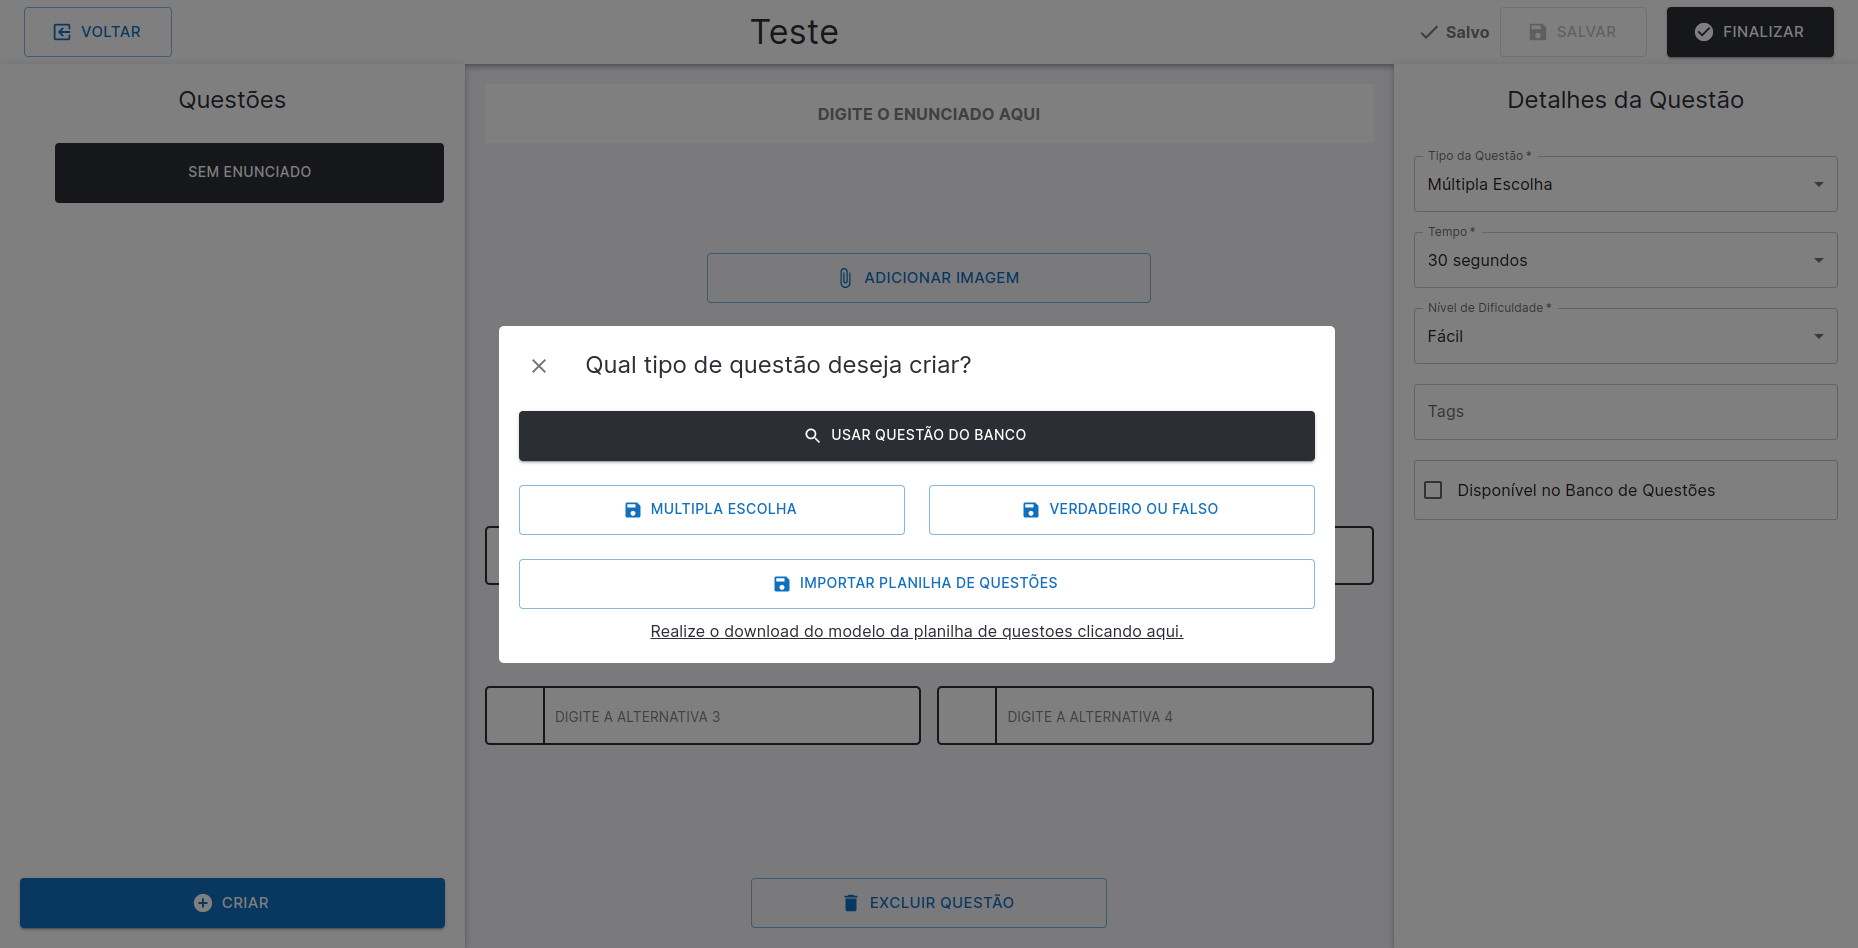 VOLTAR
Teste
Salvo
SALVAR
FINALIZAR
Questões
SEM ENUNCIADO
CRIAR
DIGITE O ENUNCIADO AQUI
ADICIONAR IMAGEM
Qual tipo de questão deseja criar?
USAR QUESTÃO DO BANCO
MULTIPLA ESCOLHA
VERDADEIRO OU FALSO
IMPORTAR PLANILHA DE QUESTÕES
Realize o download do modelo da planilha de questoes clicando aqui.
DIGITE A ALTERNATIVA 3
DIGITE A ALTERNATIVA 4
EXCLUIR QUESTÃO
Detalhes da Questão
Tipo da Questão *
Múltipla Escolha
Tempo *
30 segundos
Nível de Dificuldade *
Fácil
Tags
Disponível no Banco de Questões